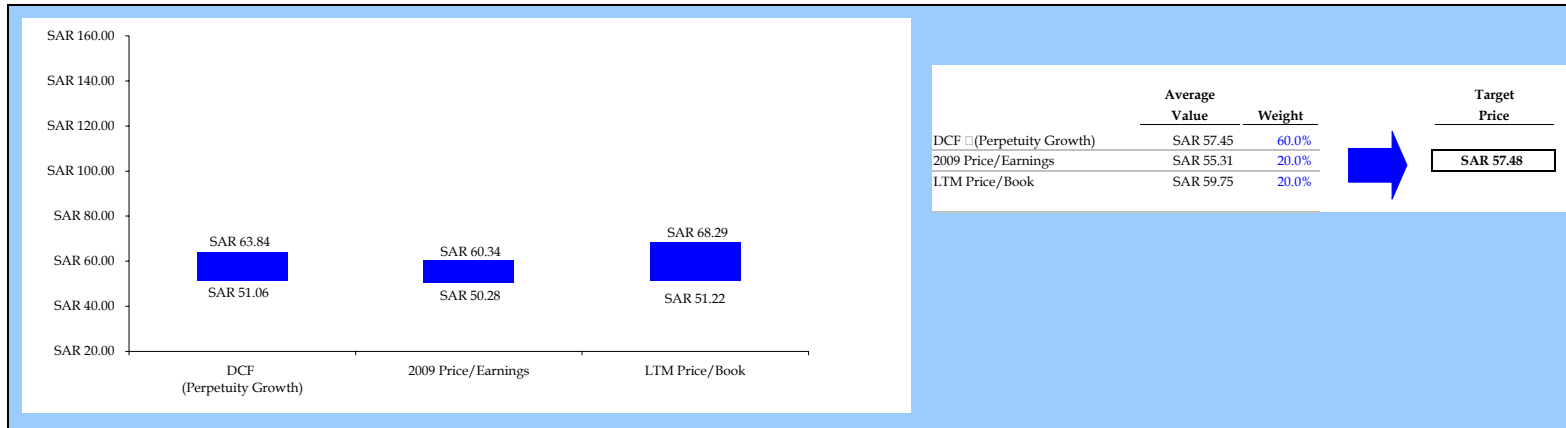 SAR 160.00
SAR 140.00
SAR 120.00
SAR 100.00
SAR 80.00
SAR 60.00
SAR 40.00
SAR 20.00
SAR 63.84
SAR 51.06
SAR 60.34
SAR 50.28
SAR 68.29
SAR 51.22
DCF
(Perpetuity Growth)
2009 Price/Earnings
LTM Price/Book
Average
Value Weight
DCF □(Perpetuity Growth) SAR 57.45 60.0%
2009 Price/Earnings SAR 55.31 20.0%
LTM Price/Book SAR 59.75 20.0%
Target
Price
SAR 57.48